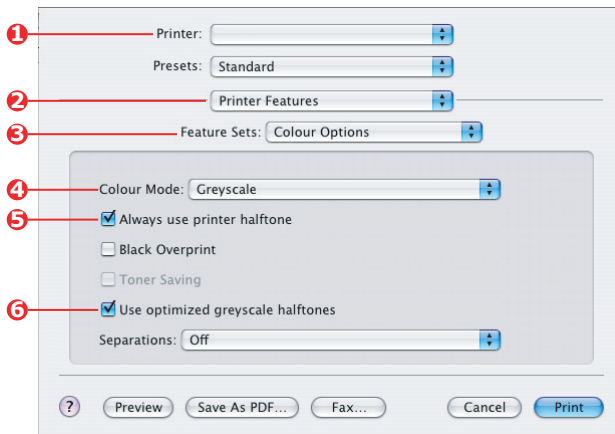 1 Printer:
Presets: Standard
2 Printer Features
3 Feature Sets: Colour Options
4 Colour Mode: Greyscale
5 Always use printer halftone
Black Overprint
Toner Saving
6 Use optimized greyscale halftones
Separations: Off
? Preview Save As PDF... Fax... Cancel Print